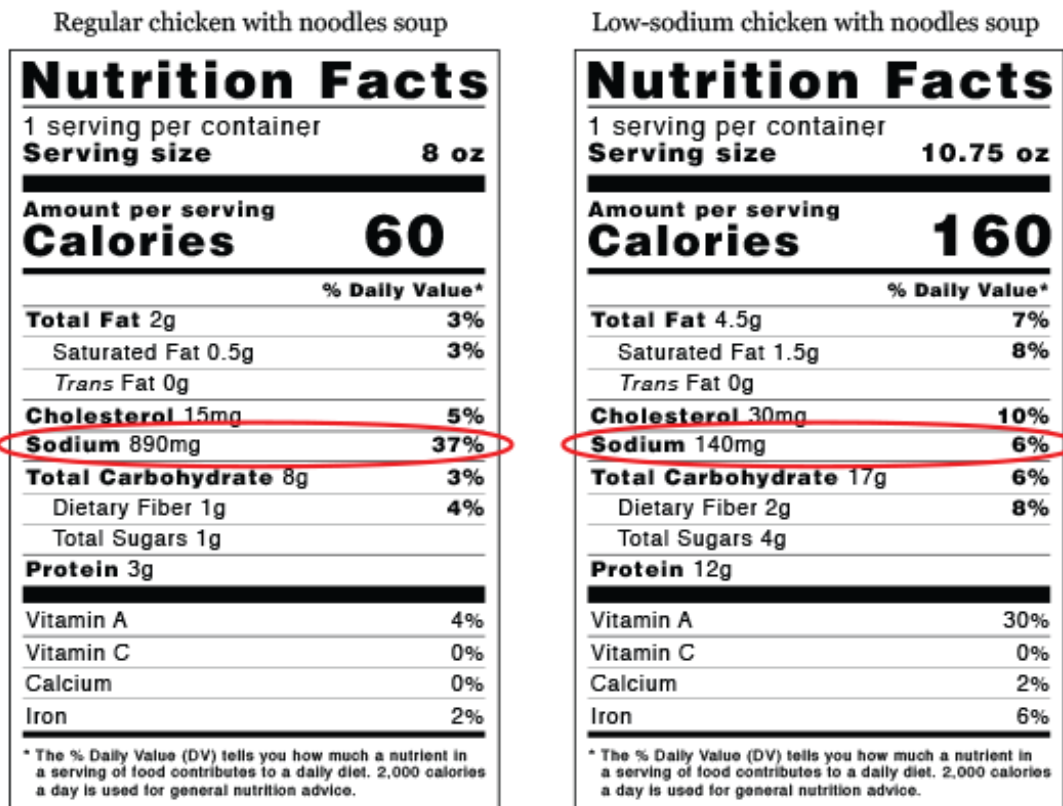 Regular chicken with noodles soup
Nutrition Facts
1 serving per container
Serving size 8 oz
Amount per serving
Calories 60
% Daily Value*
Total Fat 2g 3%
Saturated Fat 0.5g 3%
Trans Fat 0g
Cholesterol 15mg 5%
Sodium 890mg 37%
Total Carbohydrate 8g 3%
Dietary Fiber 1g 4%
Total Sugars 1g
Protein 3g
Vitamin A 4%
Vitamin C 0%
Calcium 0%
Iron 2%
* The % Daily Value (DV) tells you how much a nutrient in
a serving of food contributes to a daily diet. 2,000 calories
a day is used for general nutrition advice.
Low-sodium chicken with noodles soup
Nutrition Facts
1 serving per container
Serving size 10.75 oz
Amount per serving
Calories 160
% Daily Value*
Total Fat 4.5g 7%
Saturated Fat 1.5g 8%
Trans Fat 0g
Cholesterol 30mg 10%
Sodium 140mg 6%
Total Carbohydrate 17g 6%
Dietary Fiber 2g 8%
Total Sugars 4g
Protein 12g
Vitamin A 30%
Vitamin C 0%
Calcium 2%
Iron 6%
* The % Daily Value (DV) tells you how much a nutrient in
a serving of food contributes to a daily diet. 2,000 calories
a day is used for general nutrition advice.